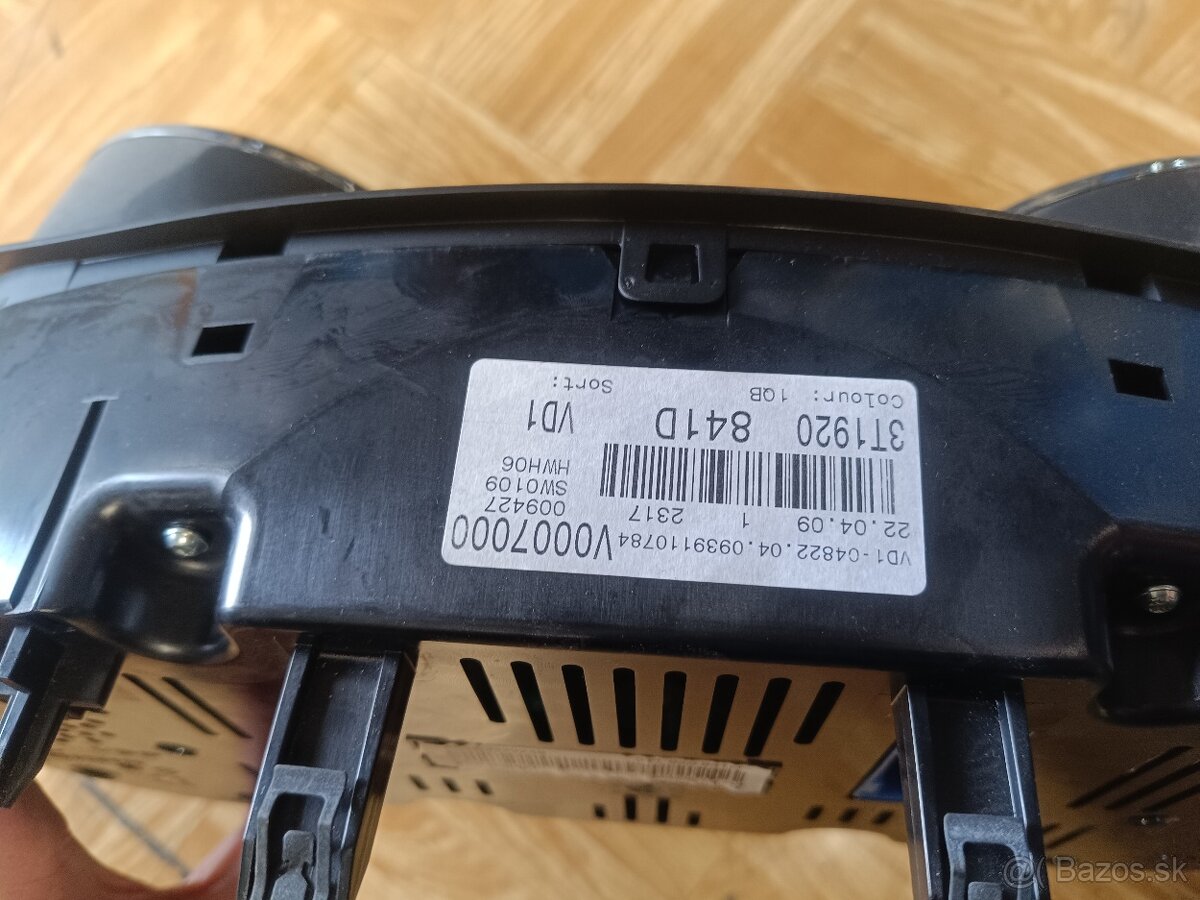 VD1-04822.04.0939110784
V0007000
22.04.09 1 2317
009427
SW0109
HWH06
3T1920 841D VD1
Colour: 1QB Sort:
Bazos.sk